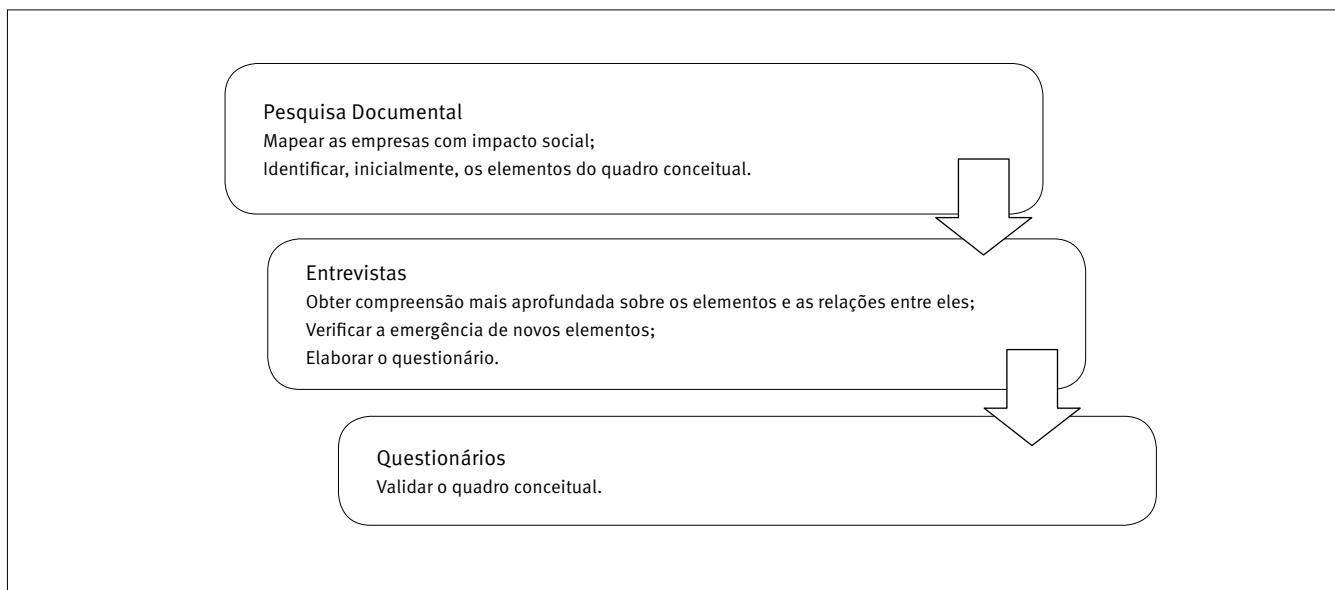 Pesquisa Documental
Mapear as empresas com impacto social;
Identificar, inicialmente, os elementos do quadro conceitual.
Entrevistas
Obter compreensão mais aprofundada sobre os elementos e as relações entre eles;
Verificar a emergência de novos elementos;
Elaborar o questionário.
Questionários
Validar o quadro conceitual.